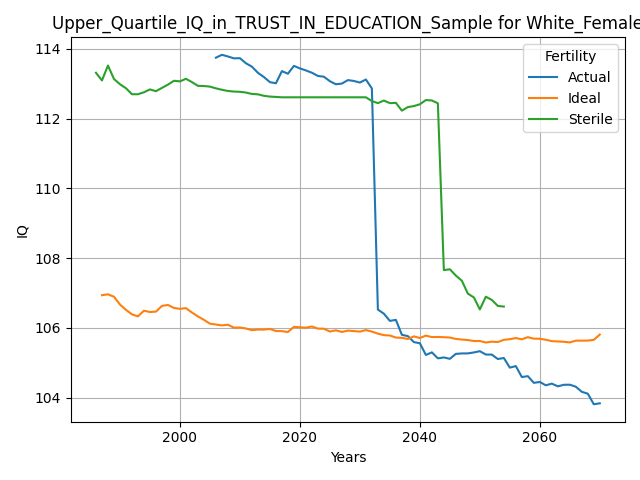 Upper_Quartile_IQ_in_TRUST_IN_EDUCATION_Sample for White_Female
114
112
110
108
106
104
IQ
2000
2020
2040
2060
Years
Fertility
Actual
Ideal
Sterile